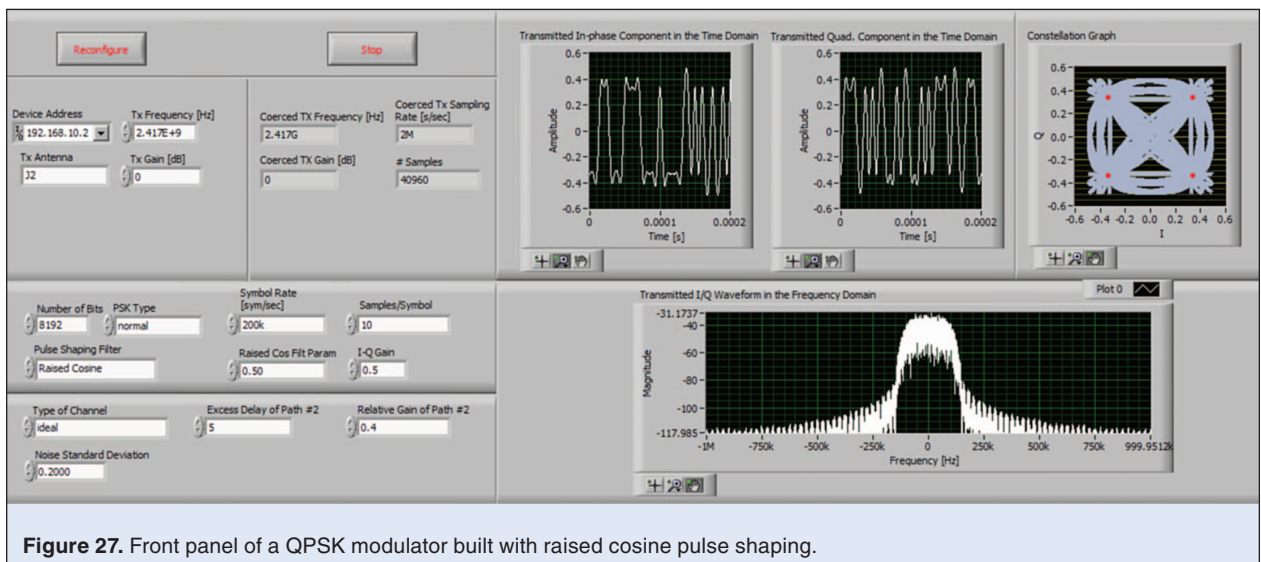 Reconfigure
Stop
Device Address
192.168.10.2
Tx Frequency [Hz]
2.417E+9
Tx Antenna
J2
Tx Gain [dB]
0
Coerced TX Frequency [Hz]
2.417G
Coerced Tx Sampling
Rate [s/sec]
2M
Coerced TX Gain [dB]
0
# Samples
40960
Transmitted In-phase Component in the Time Domain
Amplitude
0.6
0.4
0.2
0
-0.2
-0.4
-0.6
0
0.0001
0.0002
Time [s]
Transmitted Quad. Component in the Time Domain
Amplitude
0.6
0.4
0.2
0
-0.2
-0.4
-0.6
0
0.0001
0.0002
Time [s]
Constellation Graph
Q
0.6
0.4
0.2
0.0
-0.2
-0.4
-0.6
-0.6 -0.4 -0.2 0.0 0.2 0.4 0.6
I
Number of Bits
8192
PSK Type
normal
Symbol Rate
[sym/sec]
200k
Samples/Symbol
10
Pulse Shaping Filter
Raised Cosine
Raised Cos Filt Param
0.50
I-Q Gain
0.5
Type of Channel
ideal
Excess Delay of Path #2
5
Relative Gain of Path #2
0.4
Noise Standard Deviation
0.2000
Transmitted I/Q Waveform in the Frequency Domain
Plot 0
Magnitude
-31.1737
-40
-60
-80
-100
-117.985
-1M -750k -500k -250k 0 250k 500k 750k 999.9512k
Frequency [Hz]
Figure 27. Front panel of a QPSK modulator built with raised cosine pulse shaping.